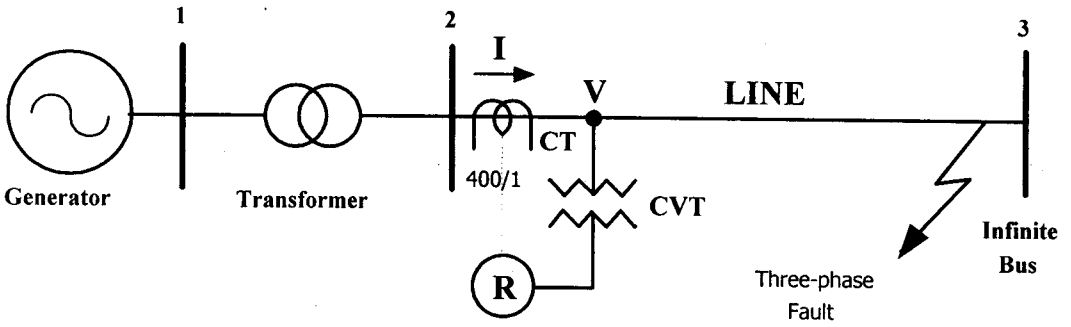 1
2
3
I
V
LINE
CT
400/1
Generator
Transformer
CVT
R
Infinite
Bus
Three-phase
Fault